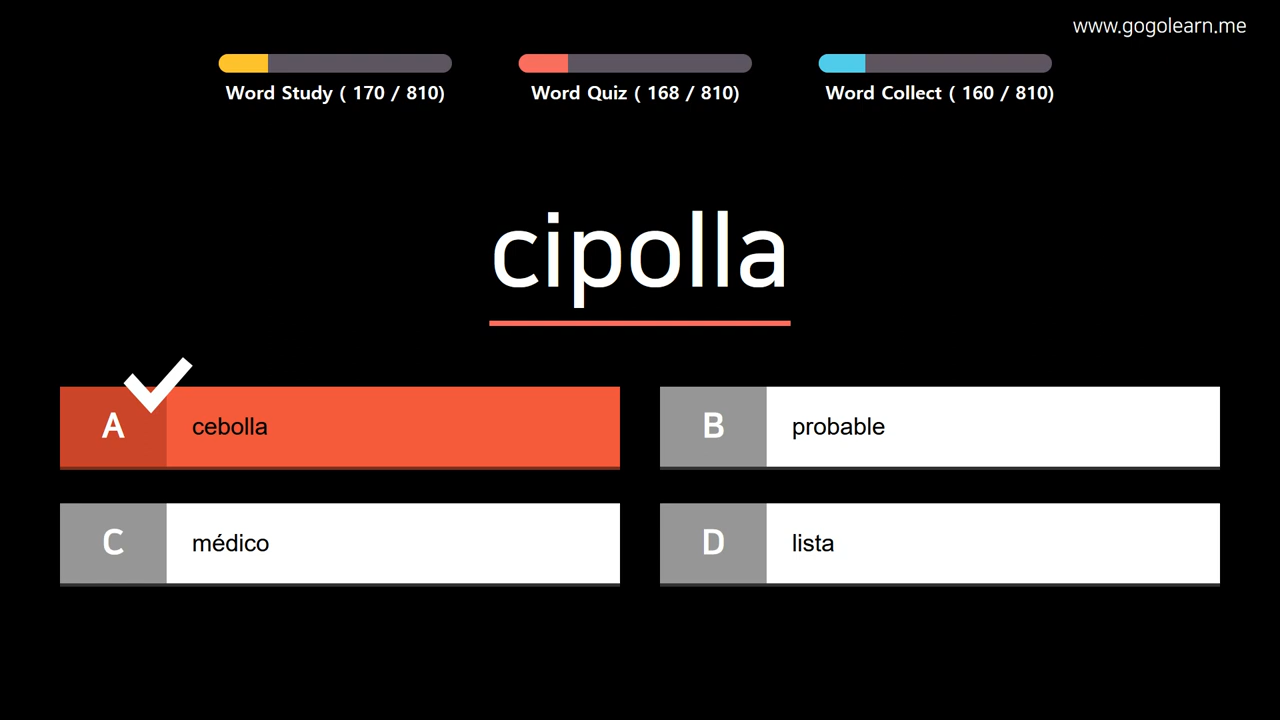 www.gogolearn.me
Word Study ( 170 / 810)
Word Quiz ( 168 / 810)
Word Collect ( 160 / 810)
cipolla
A cebolla
B probable
C médico
D lista